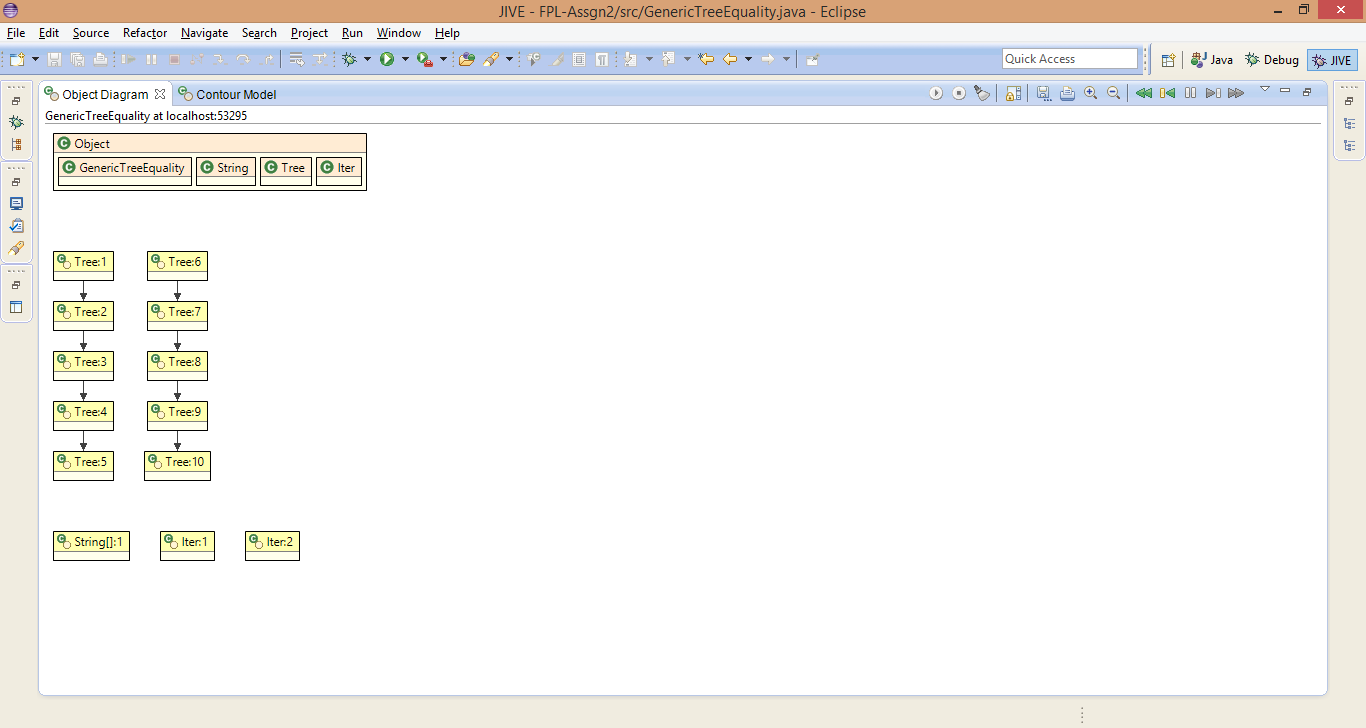 JIVE - FPL-Assgn2/src/GenericTreeEquality.java - Eclipse
File Edit Source Refactor Navigate Search Project Run Window Help
Quick Access Java Debug JIVE
Object Diagram Contour Model
GenericTreeEquality at localhost:53295
Object
GenericTreeEquality String Tree Iter
Tree:1 Tree:6
Tree:2 Tree:7
Tree:3 Tree:8
Tree:4 Tree:9
Tree:5 Tree:10
String[]:1 Iter:1 Iter:2